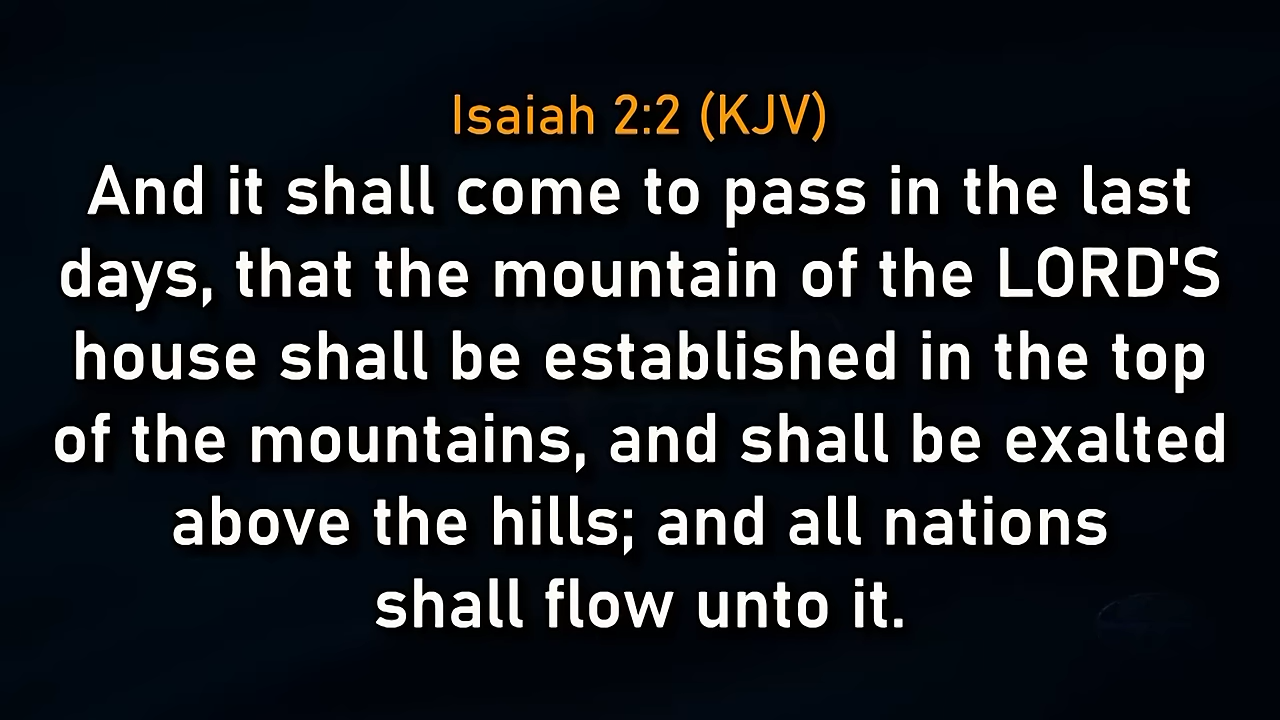 Isaiah 2:2 (KJV)
And it shall come to pass in the last
days, that the mountain of the LORD'S
house shall be established in the top
of the mountains, and shall be exalted
above the hills; and all nations
shall flow unto it.